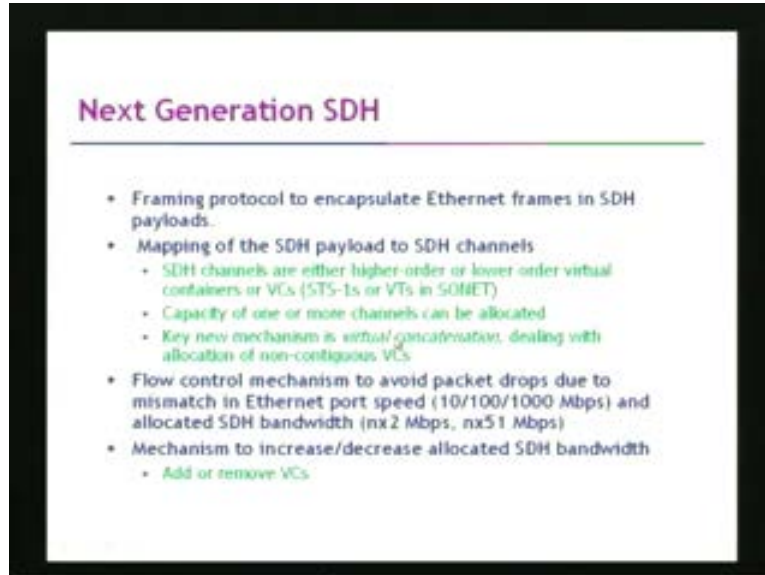 Next Generation SDH
• Framing protocol to encapsulate Ethernet frames in SDH
payloads.
• Mapping of the SDH payload to SDH channels
• SDH channels are either higher-order or lower order virtual
containers or VCs (STS-1s or VTs in SONET)
• Capacity of one or more channels can be allocated
• Key new mechanism is virtual concatenation, dealing with
allocation of non-contiguous VCs
• Flow control mechanism to avoid packet drops due to
mismatch in Ethernet port speed (10/100/1000 Mbps) and
allocated SDH bandwidth (nx2 Mbps, nx51 Mbps)
• Mechanism to increase/decrease allocated SDH bandwidth
• Add or remove VCs